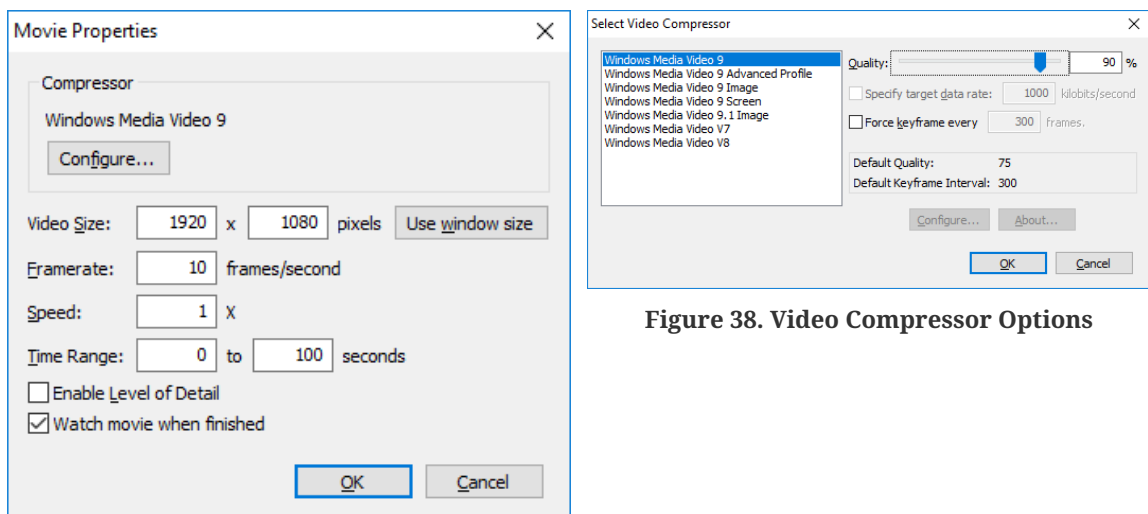 Movie Properties
Compressor
Windows Media Video 9
Configure...
Video Size: 1920 x 1080 pixels Use window size
Framerate: 10 frames/second
Speed: 1 X
Time Range: 0 to 100 seconds
Enable Level of Detail
Watch movie when finished
OK Cancel
Select Video Compressor
Windows Media Video 9
Windows Media Video 9 Advanced Profile
Windows Media Video 9 Image
Windows Media Video 9 Screen
Windows Media Video 9.1 Image
Windows Media Video V7
Windows Media Video V8
Quality: 90 %
Specify target data rate: 1000 kilobits/second
Force keyframe every 300 frames.
Default Quality: 75
Default Keyframe Interval: 300
Configure... About...
OK Cancel
Figure 38. Video Compressor Options